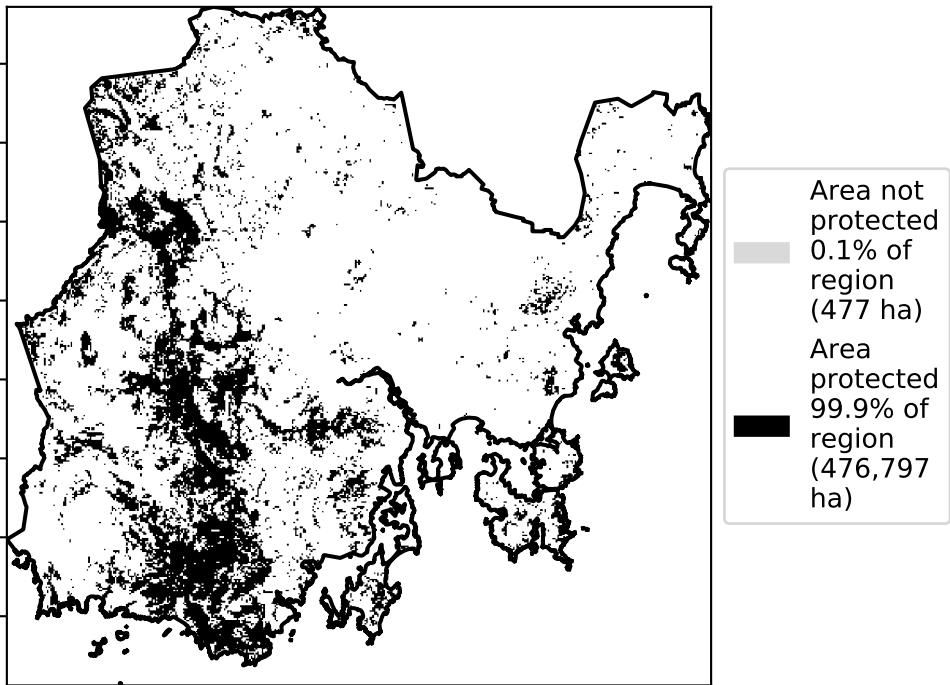 Area not
protected
0.1% of
region
(477 ha)
Area
protected
99.9% of
region
(476,797
ha)